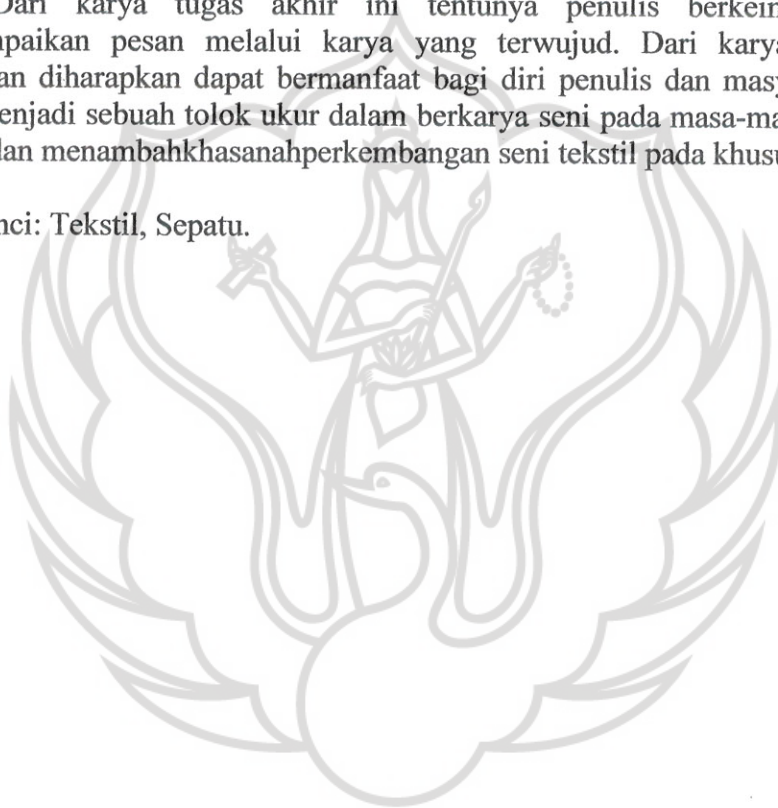 Dari karya tugas akhir ini tentunya penulis berkein
paikan pesan melalui karya yang terwujud. Dari karya
an diharapkan dapat bermanfaat bagi diri penulis dan masy
enjadi sebuah tolok ukur dalam berkarya seni pada masa-ma
dan menambahkhasanahperkembangan seni tekstil pada khusu
nci: Tekstil, Sepatu.